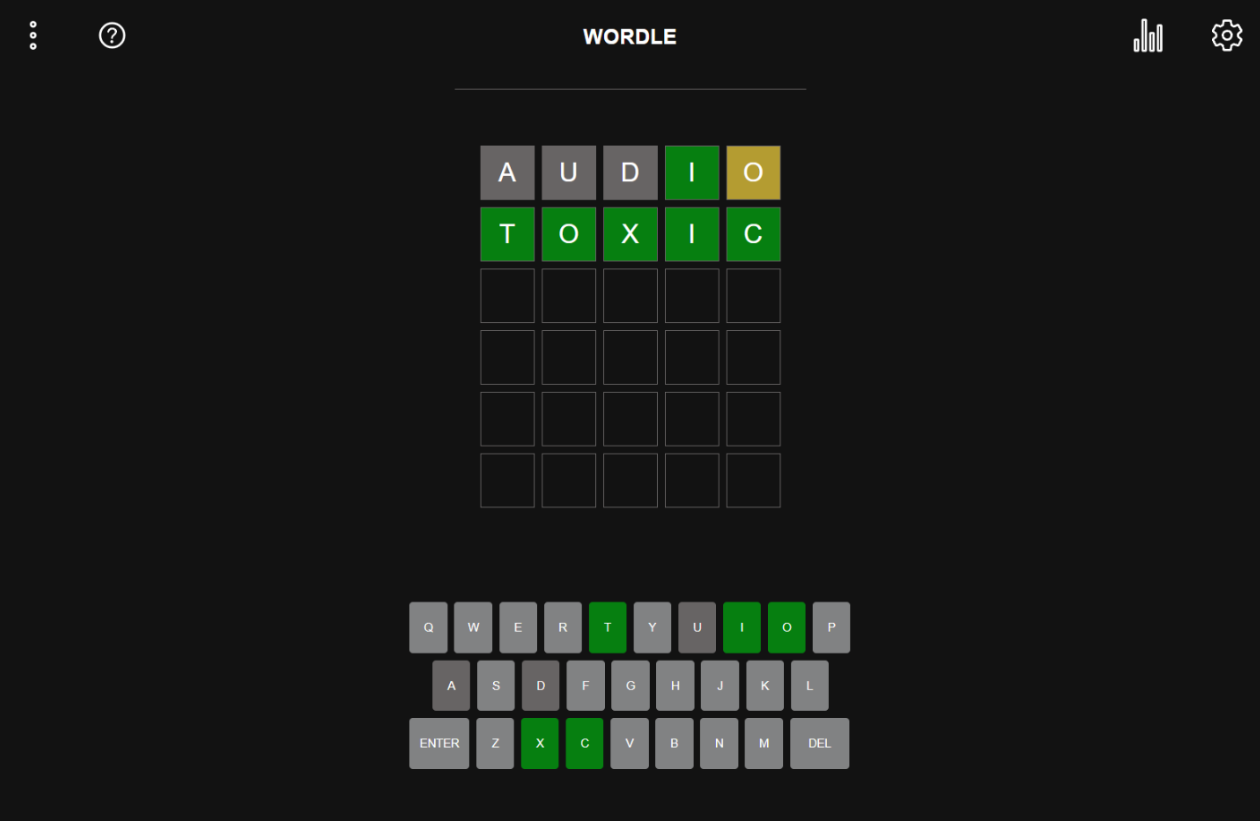 ?
WORDLE
A U D I O
T O X I C
Q W E R T Y U I O P
A S D F G H J K L
ENTER Z X C V B N M DEL